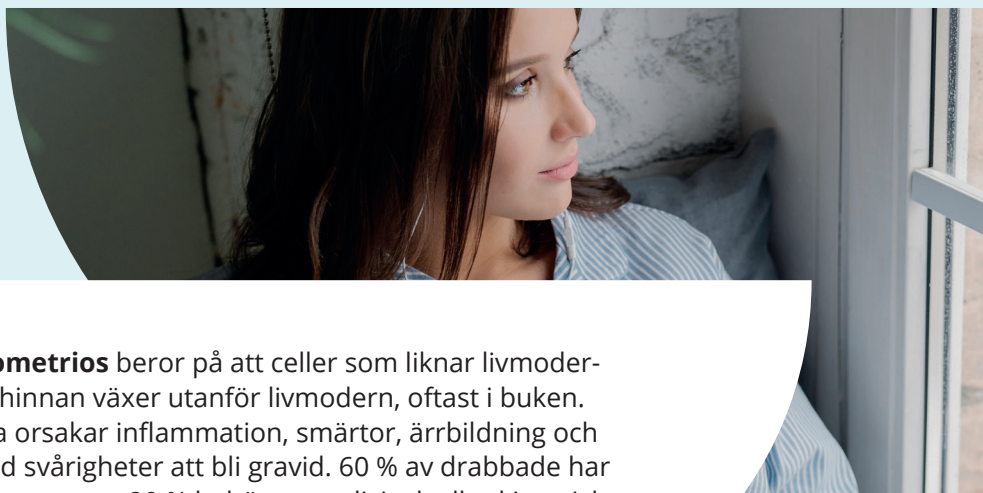 ometrios beror på att celler som liknar livmoder-
hinnan växer utanför livmodern, oftast i buken.
a orsakar inflammation, smärtor, ärrbildning och
d svårigheter att bli gravid. 60 % av drabbade har